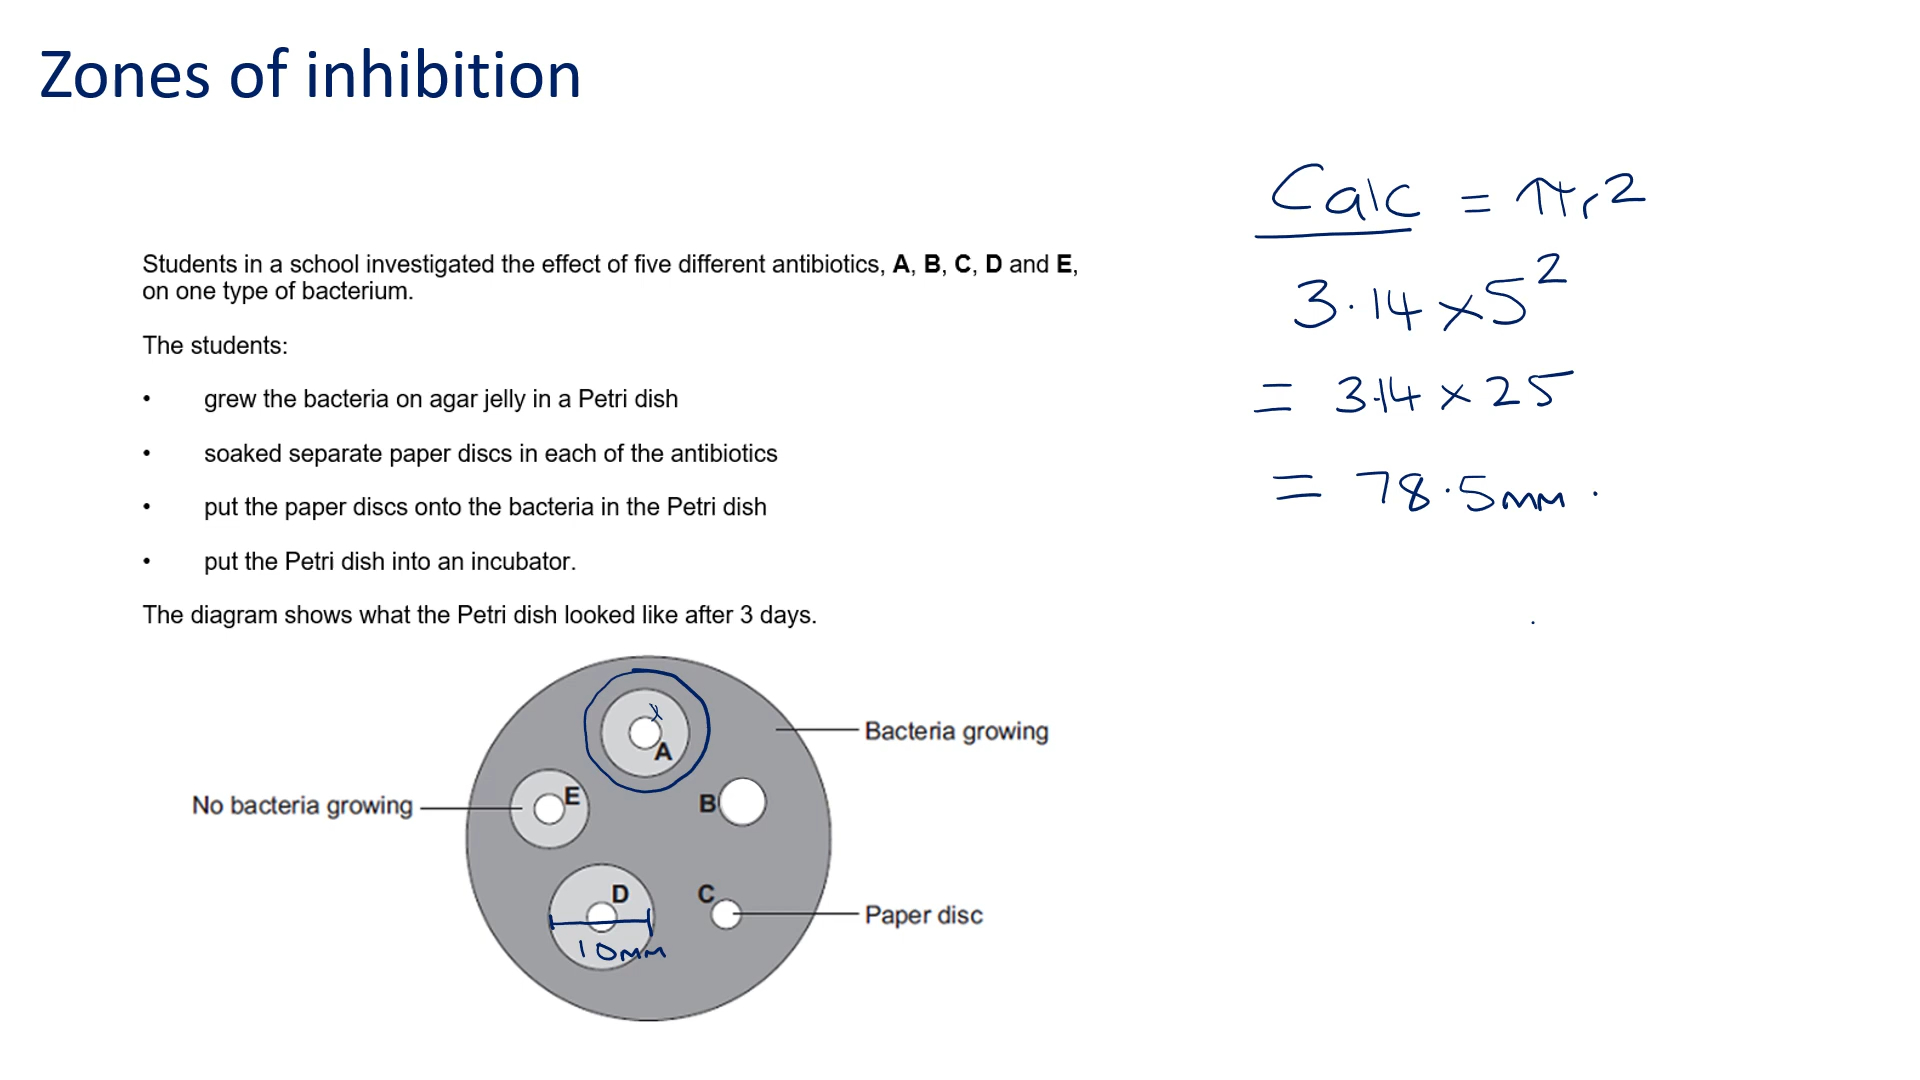 Zones of inhibition
Calc = πr2
3.14 x 5²
= 3.14 x 25
= 78.5mm.
Students in a school investigated the effect of five different antibiotics, A, B, C, D and E,
on one type of bacterium.
The students:
• grew the bacteria on agar jelly in a Petri dish
• soaked separate paper discs in each of the antibiotics
• put the paper discs onto the bacteria in the Petri dish
• put the Petri dish into an incubator.
The diagram shows what the Petri dish looked like after 3 days.
x
A
Bacteria growing
No bacteria growing
E
B
D
C
Paper disc
10mm